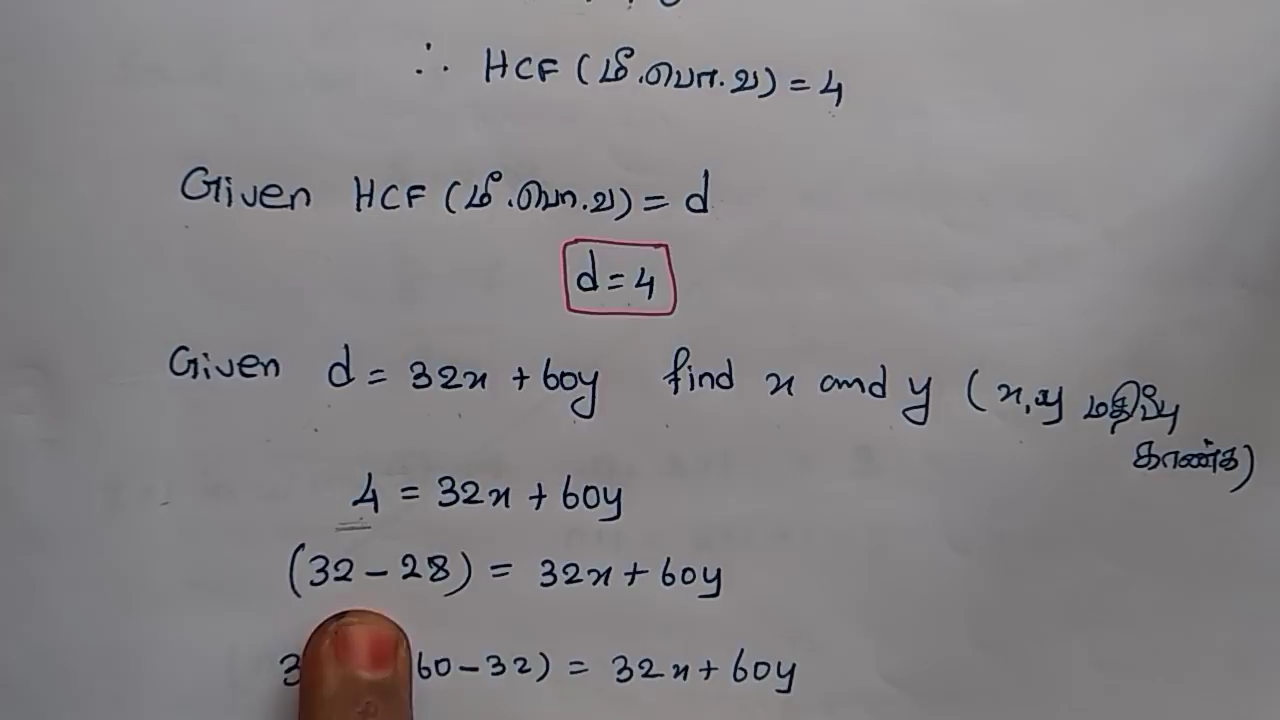 ∴ HCF (மீ.பொ.வ) = 4
Given HCF (மீ.பொ.வ) = d
d = 4
Given d = 32x + 60y find x and y (x, y மதிப்பு
காண்க)
4 = 32x + 60y
(32 - 28) = 32x + 60y
3 60 - 32) = 32x + 60y